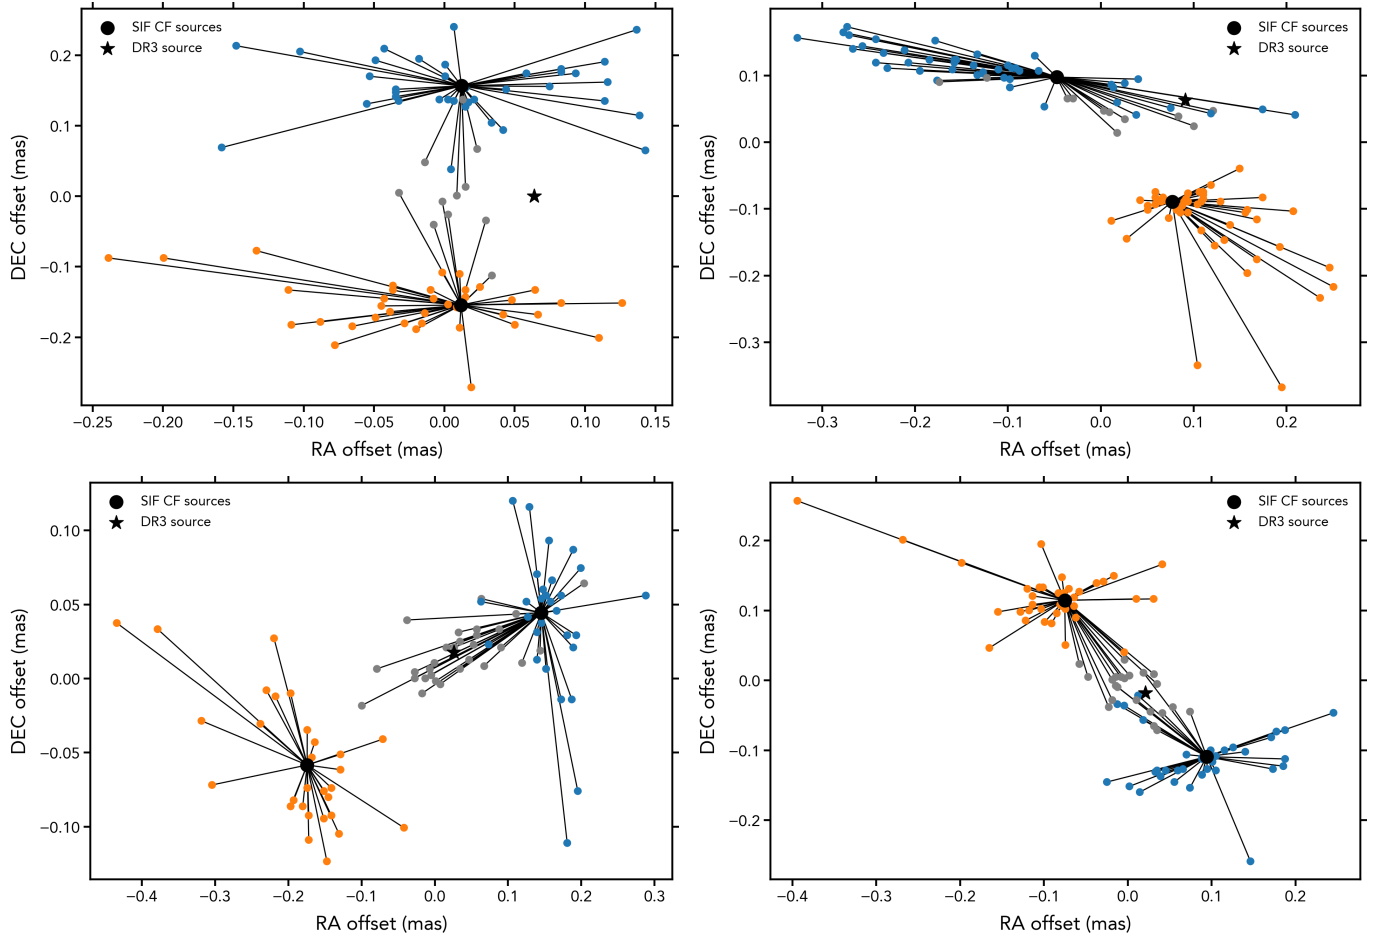 SIF CF sources
DR3 source
0.2
0.1
0.0
−0.1
−0.2
DEC offset (mas)
−0.25 −0.20 −0.15 −0.10 −0.05 0.00 0.05 0.10 0.15
RA offset (mas)
SIF CF sources
DR3 source
0.1
0.0
−0.1
−0.2
−0.3
DEC offset (mas)
−0.3 −0.2 −0.1 0.0 0.1 0.2
RA offset (mas)
SIF CF sources
DR3 source
0.10
0.05
0.00
−0.05
−0.10
DEC offset (mas)
−0.4 −0.3 −0.2 −0.1 0.0 0.1 0.2 0.3
RA offset (mas)
SIF CF sources
DR3 source
0.2
0.1
0.0
−0.1
−0.2
DEC offset (mas)
−0.4 −0.3 −0.2 −0.1 0.0 0.1 0.2
RA offset (mas)